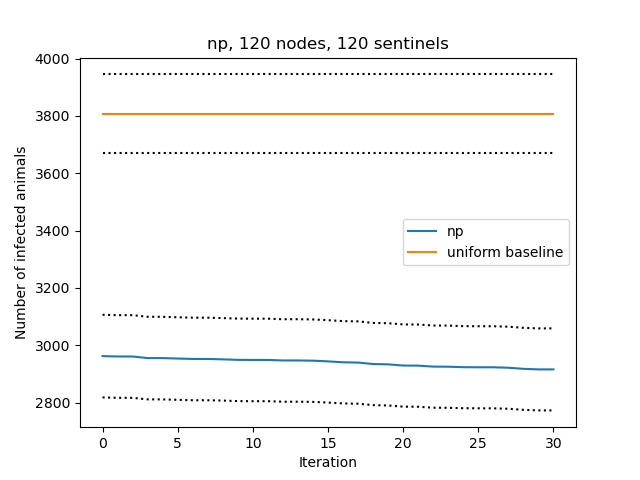 np, 120 nodes, 120 sentinels
4000
3800
3600
3400
3200
3000
2800
Number of infected animals
np
uniform baseline
0 5 10 15 20 25 30
Iteration